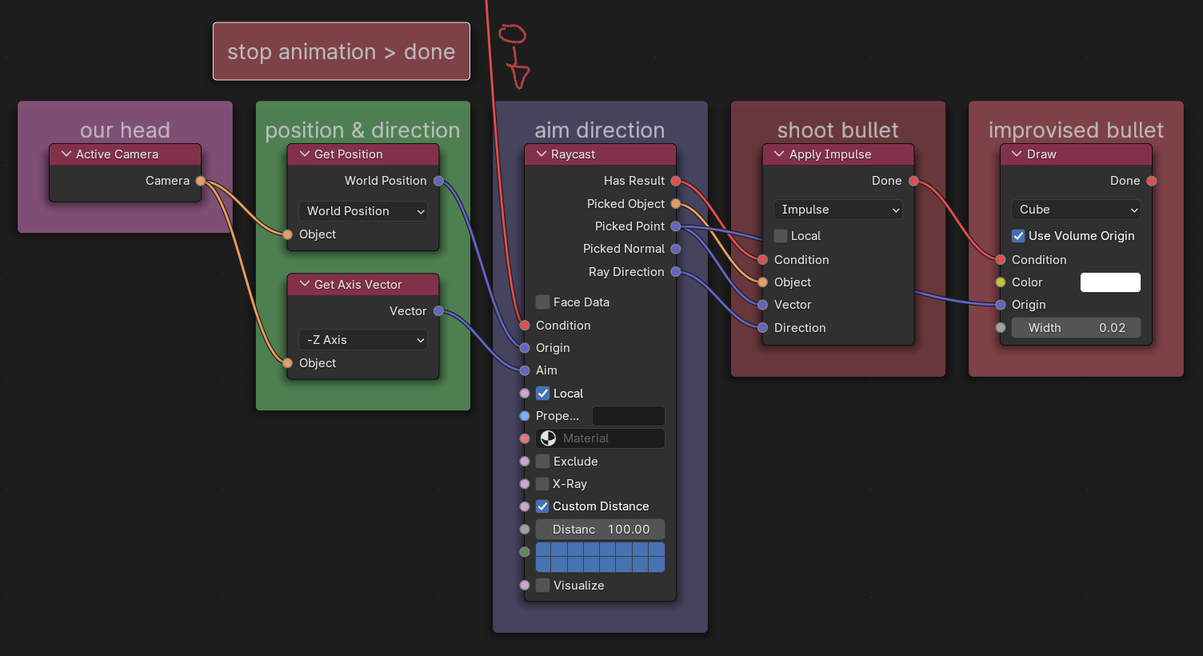 stop animation > done
our head
Active Camera
Camera
position & direction
Get Position
World Position
World Position
Object
Get Axis Vector
Vector
-Z Axis
Object
aim direction
Raycast
Has Result
Picked Object
Picked Point
Picked Normal
Ray Direction
Face Data
Condition
Origin
Aim
Local
Prope...
Material
Exclude
X-Ray
Custom Distance
Distanc 100.00
Visualize
shoot bullet
Apply Impulse
Done
Impulse
Local
Condition
Object
Vector
Direction
improvised bullet
Draw
Done
Cube
Use Volume Origin
Condition
Color
Origin
Width 0.02